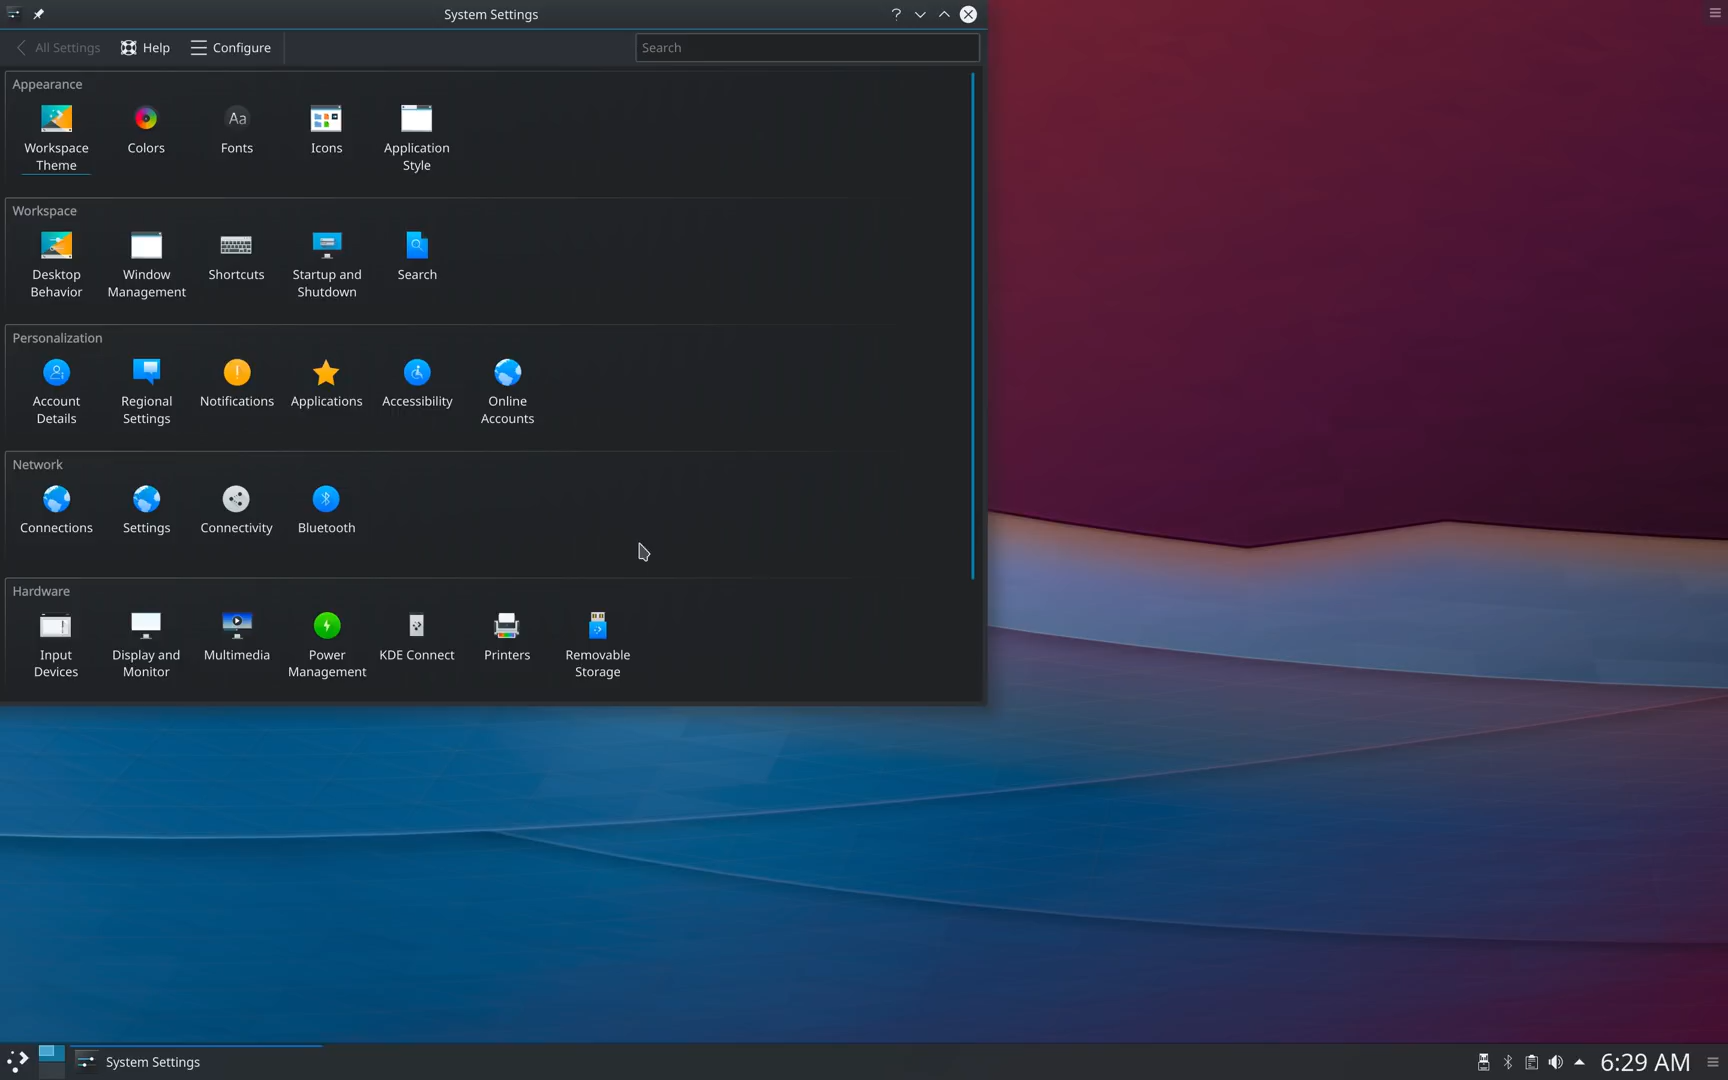 System Settings
All Settings Help Configure Search
Appearance
Workspace Theme
Colors
Fonts
Icons
Application Style
Workspace
Desktop Behavior
Window Management
Shortcuts
Startup and Shutdown
Search
Personalization
Account Details
Regional Settings
Notifications
Applications
Accessibility
Online Accounts
Network
Connections
Settings
Connectivity
Bluetooth
Hardware
Input Devices
Display and Monitor
Multimedia
Power Management
KDE Connect
Printers
Removable Storage
System Settings
6:29 AM